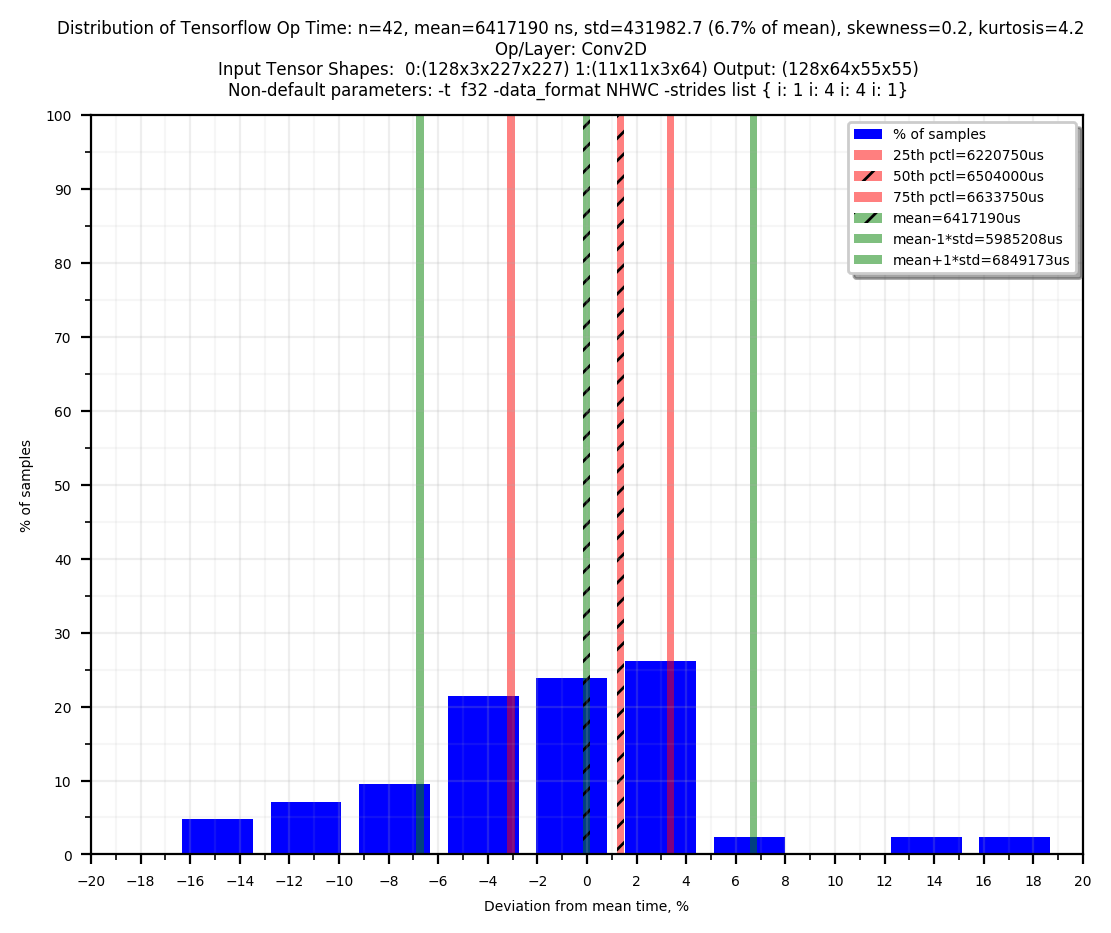 Distribution of Tensorflow Op Time: n=42, mean=6417190 ns, std=431982.7 (6.7% of mean), skewness=0.2, kurtosis=4.2
Op/Layer: Conv2D
Input Tensor Shapes:  0:(128x3x227x227) 1:(11x11x3x64) Output: (128x64x55x55)
Non-default parameters: -t  f32 -data_format NHWC -strides list { i: 1 i: 4 i: 4 i: 1}
100
90
80
70
60
50
40
30
20
10
0
% of samples
% of samples
25th pctl=6220750us
50th pctl=6504000us
75th pctl=6633750us
mean=6417190us
mean-1*std=5985208us
mean+1*std=6849173us
−20 −18 −16 −14 −12 −10 −8 −6 −4 −2 0 2 4 6 8 10 12 14 16 18 20
Deviation from mean time, %